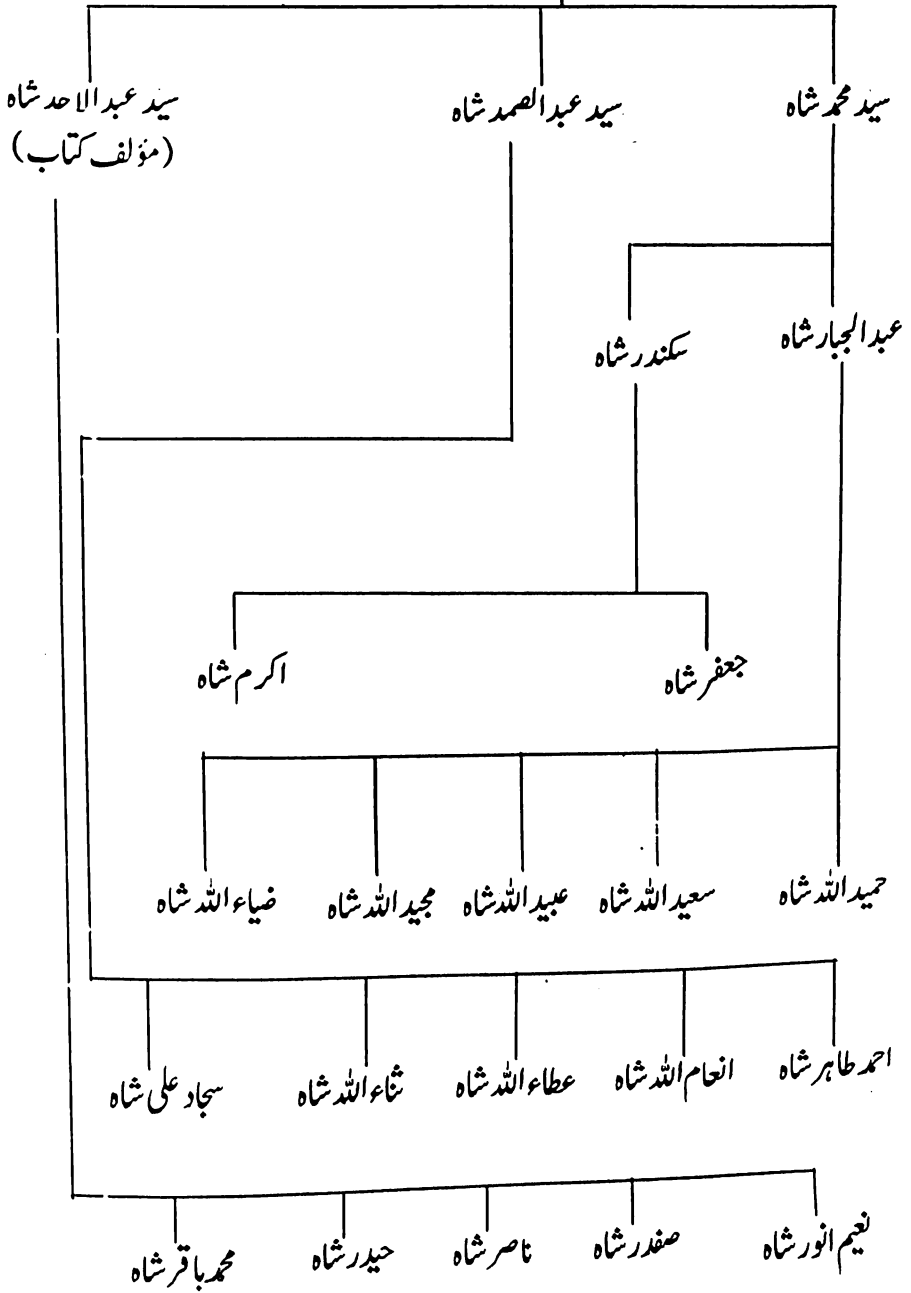 سید محمد شاہ
سید عبدالصمد شاہ
سید عبدالاحد شاہ
(مؤلف کتاب)
عبدالجبار شاہ
سکندر شاہ
جعفر شاہ
اکرم شاہ
حمید اللہ شاہ
سعید اللہ شاہ
عبید اللہ شاہ
مجید اللہ شاہ
ضیاء اللہ شاہ
احمد طاہر شاہ
انعام اللہ شاہ
عطاء اللہ شاہ
ثناء اللہ شاہ
سجاد علی شاہ
نعیم انور شاہ
صفدر شاہ
ناصر شاہ
حیدر شاہ
محمد باقر شاہ